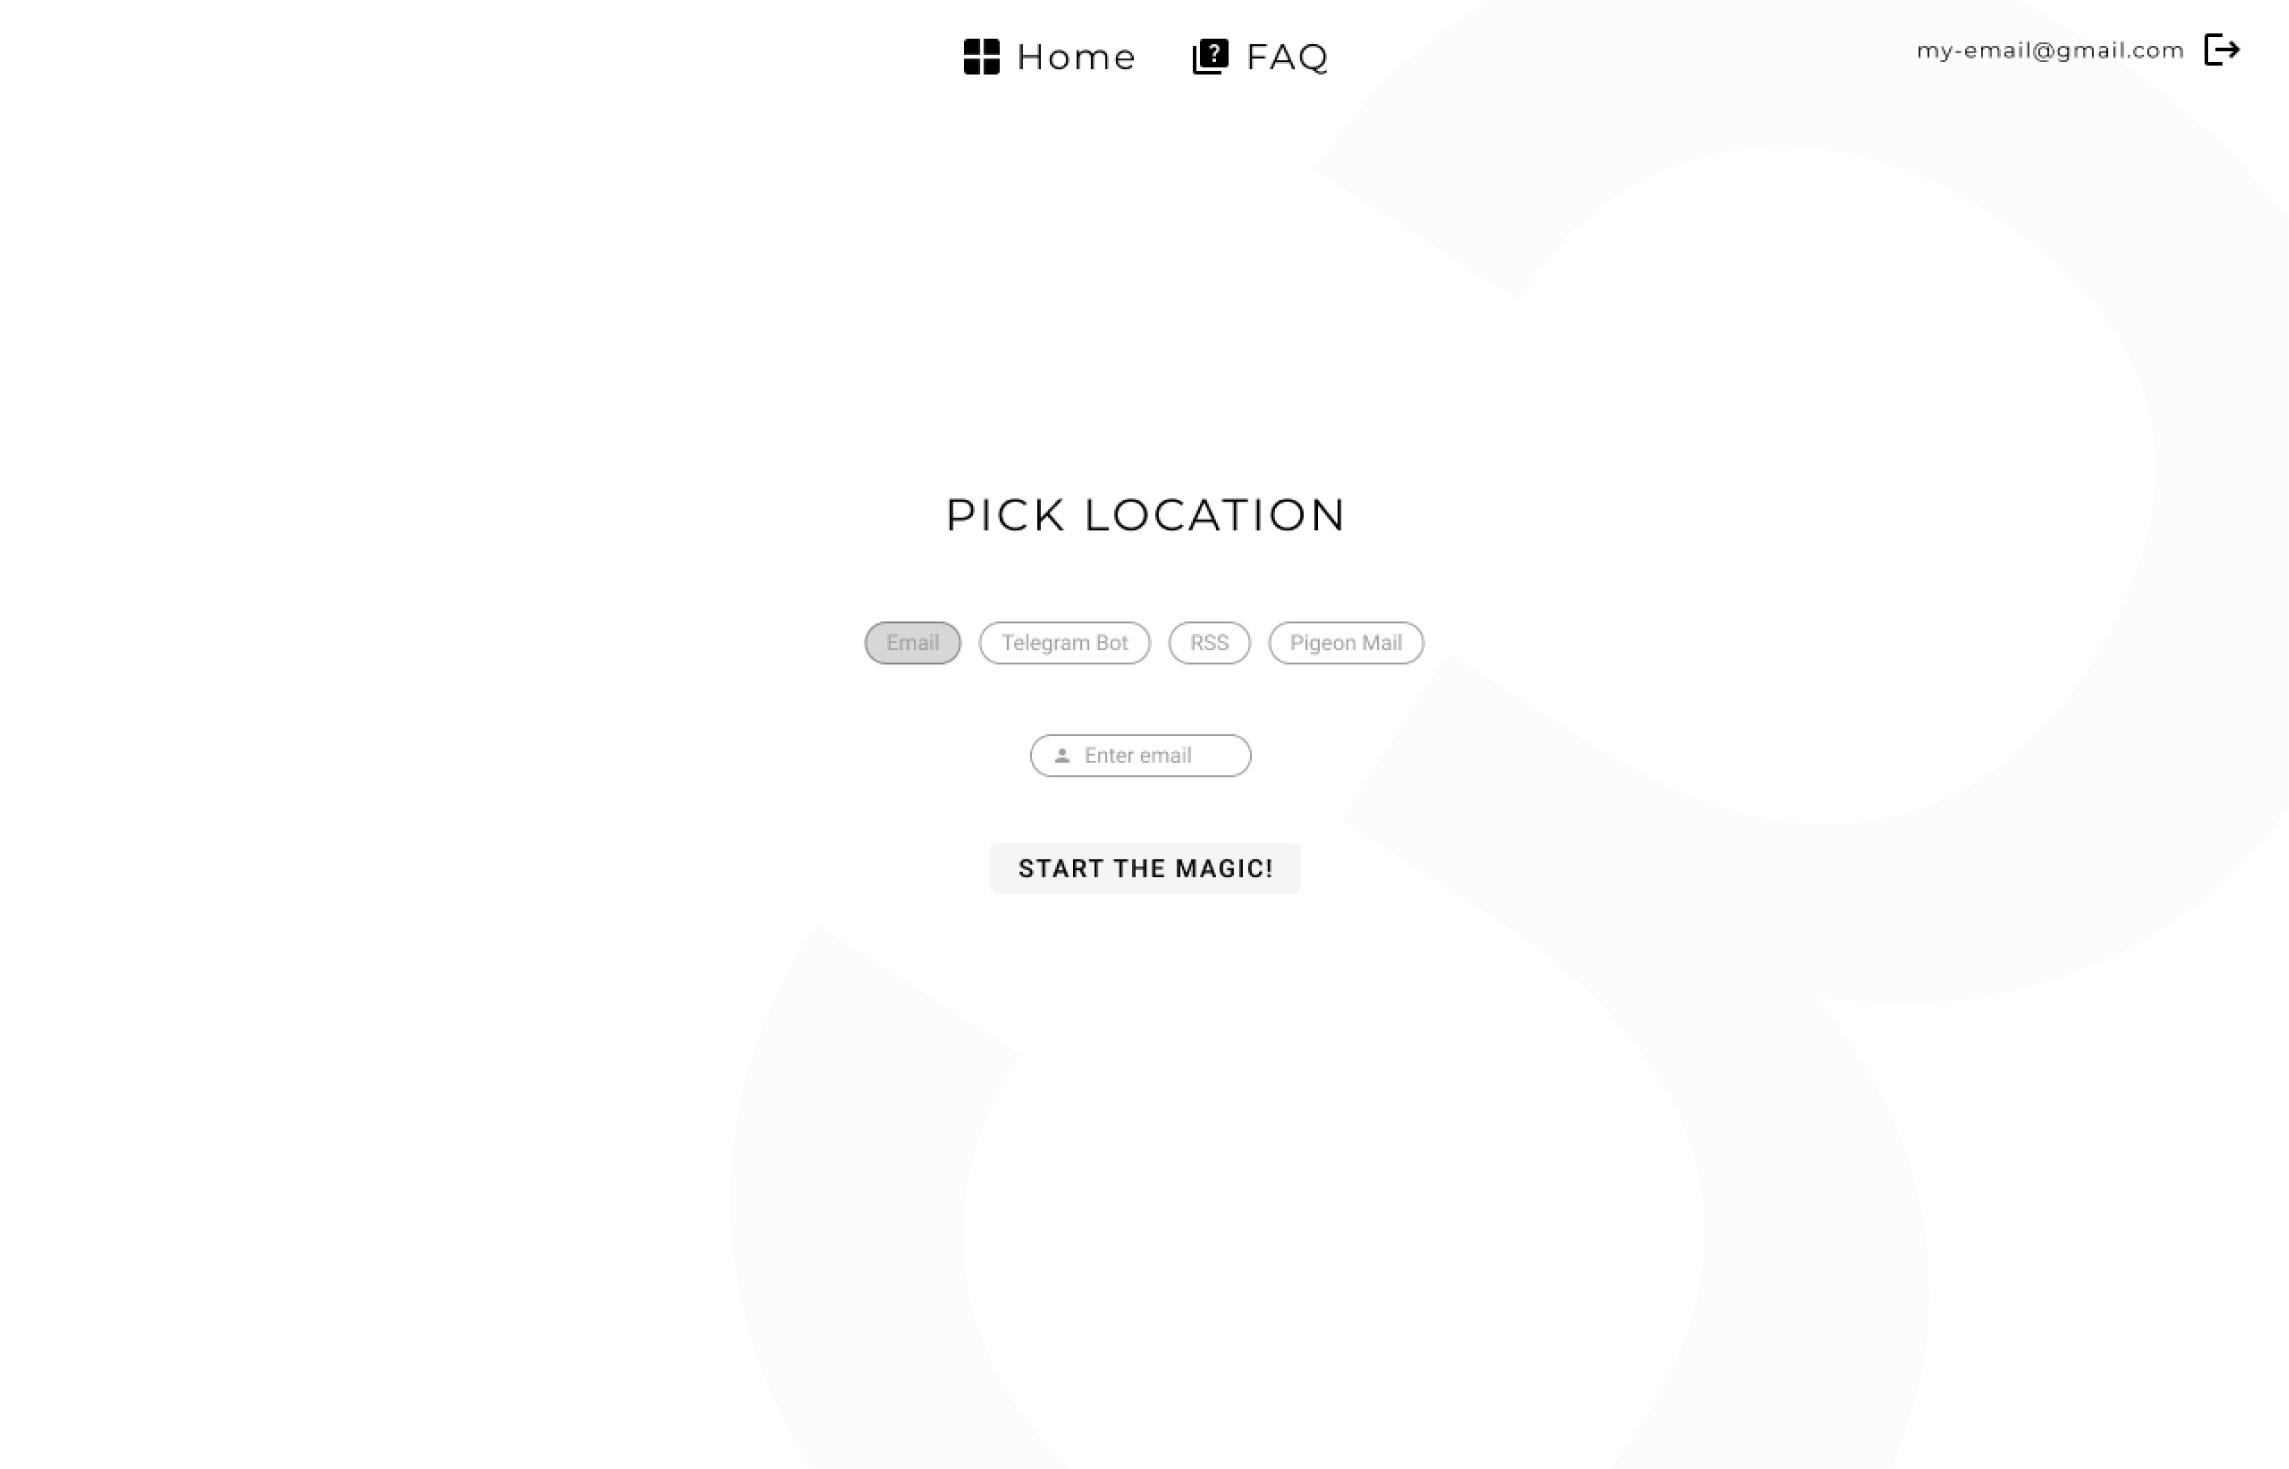 Home FAQ my-email@gmail.com
PICK LOCATION
Email Telegram Bot RSS Pigeon Mail
Enter email
START THE MAGIC!